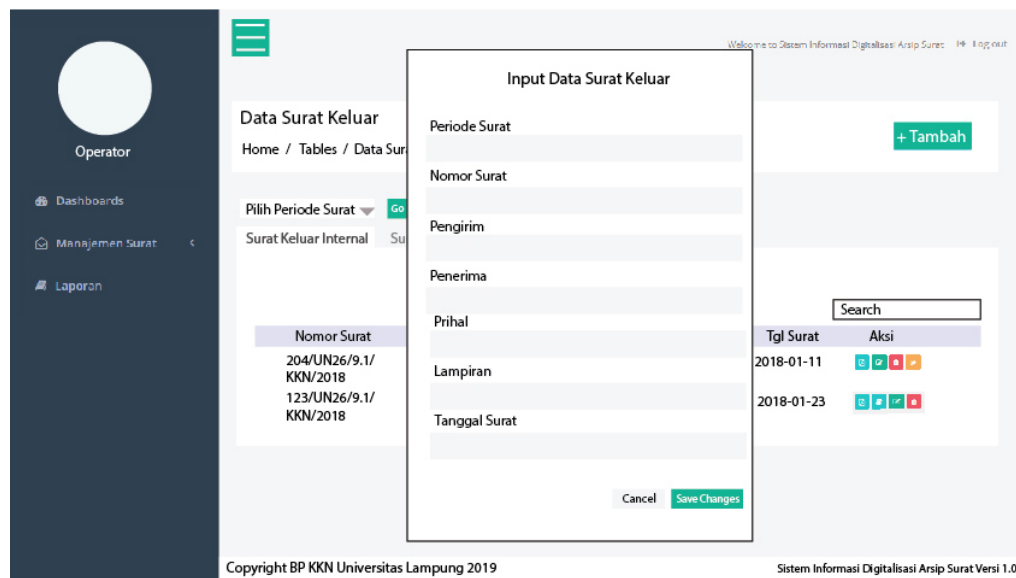 Welcome to Sistem Informasi Digitalisasi Arsip Surat Log out
Operator
Dashboards
Manajemen Surat
Laporan
Data Surat Keluar
Home / Tables / Data Sur
+ Tambah
Pilih Periode Surat Go
Surat Keluar Internal Su
Search
Nomor Surat Tgl Surat Aksi
204/UN26/9.1/ 2018-01-11
KKN/2018
123/UN26/9.1/ 2018-01-23
KKN/2018
Input Data Surat Keluar
Periode Surat
Nomor Surat
Pengirim
Penerima
Prihal
Lampiran
Tanggal Surat
Cancel Save Changes
Copyright BP KKN Universitas Lampung 2019 Sistem Informasi Digitalisasi Arsip Surat Versi 1.0